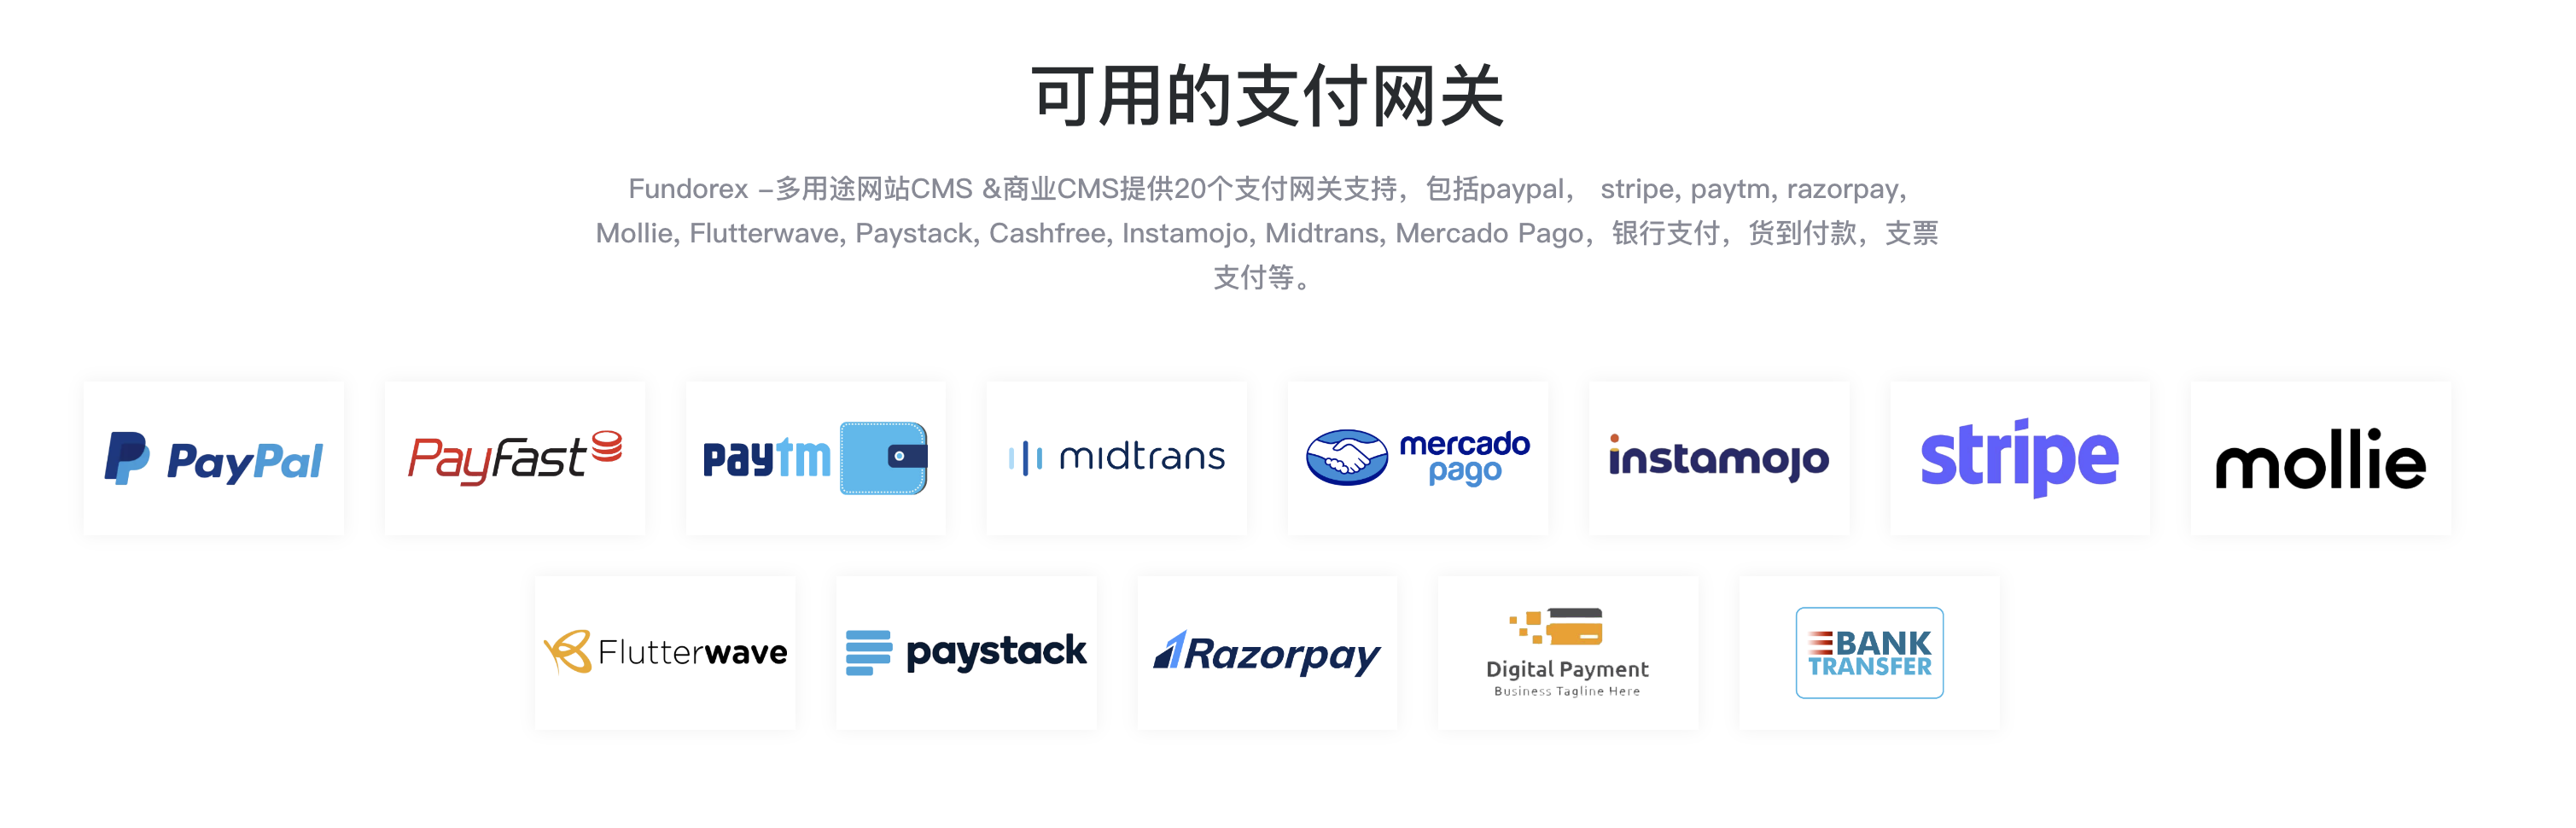 可用的支付网关
Fundorex -多用途网站CMS &商业CMS提供20个支付网关支持，包括paypal， stripe, paytm, razorpay,
Mollie, Flutterwave, Paystack, Cashfree, Instamojo, Midtrans, Mercado Pago，银行支付，货到付款，支票
支付等。
PayPal
PayFast
paytm
midtrans
mercado
pago
instamojo
stripe
mollie
Flutterwave
paystack
Razorpay
Digital Payment
Business Tagline Here
BANK
TRANSFER